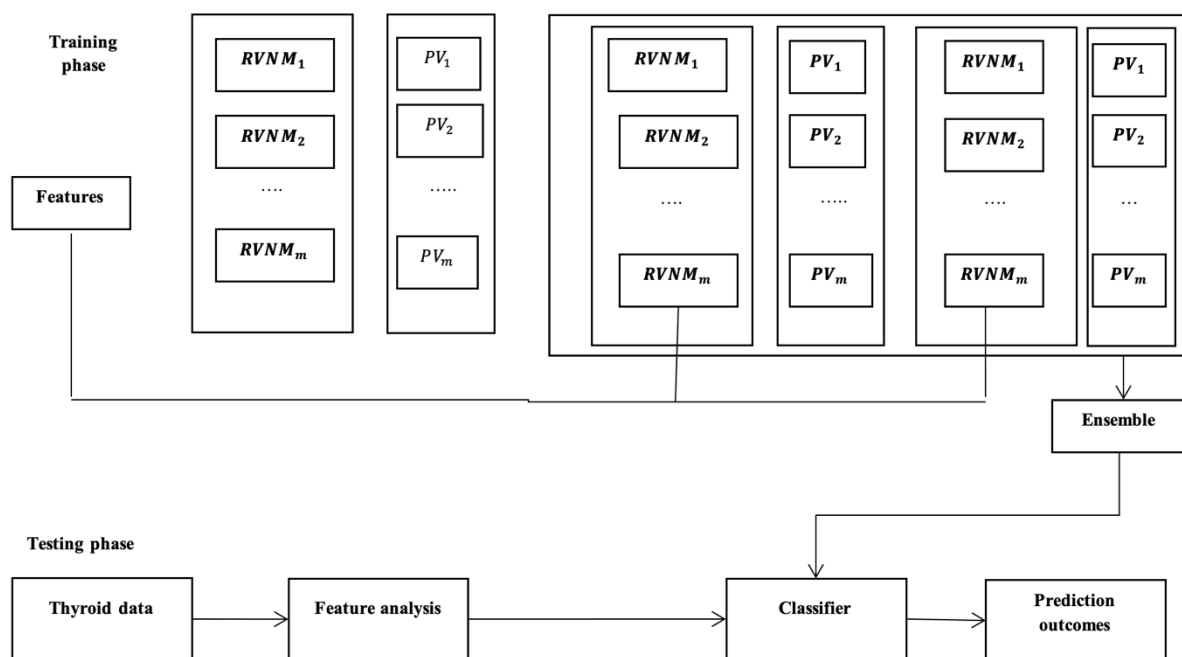 Training
phase
RVNM₁
RVNM₂
....
RVNMₘ
PV₁
PV₂
.....
PVₘ
RVNM₁
RVNM₂
....
RVNMₘ
PV₁
PV₂
.....
PVₘ
RVNM₁
RVNM₂
....
RVNMₘ
PV₁
PV₂
...
PVₘ
Features
Ensemble
Testing phase
Thyroid data
Feature analysis
Classifier
Prediction
outcomes